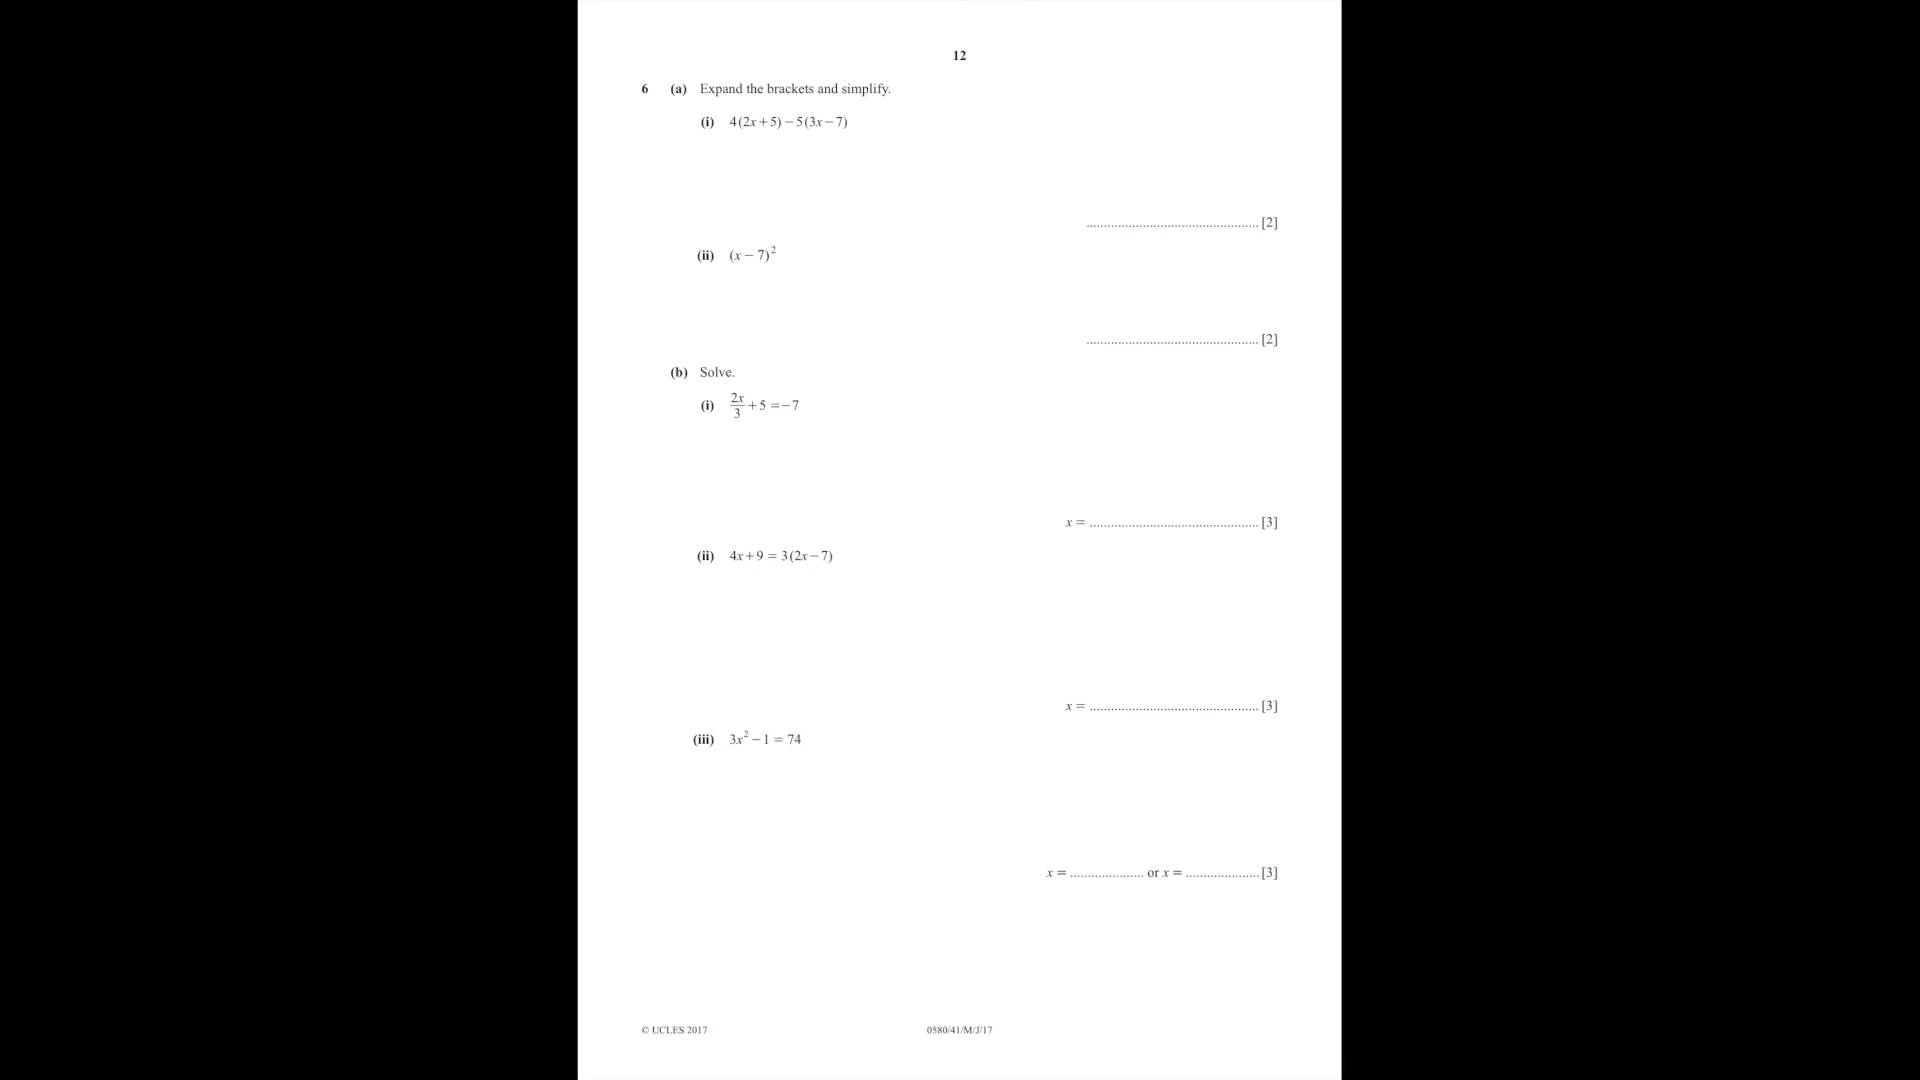 12
6 (a) Expand the brackets and simplify.
(i) 4(2x+5)−5(3x−7)
................................................. [2]
(ii) (x−7)²
................................................. [2]
(b) Solve.
(i) 2x/3 + 5 = −7
x = ................................................ [3]
(ii) 4x+9 = 3(2x−7)
x = ................................................ [3]
(iii) 3x²−1 = 74
x = ..................... or x = ..................... [3]
© UCLES 2017 0580/41/M/J/17